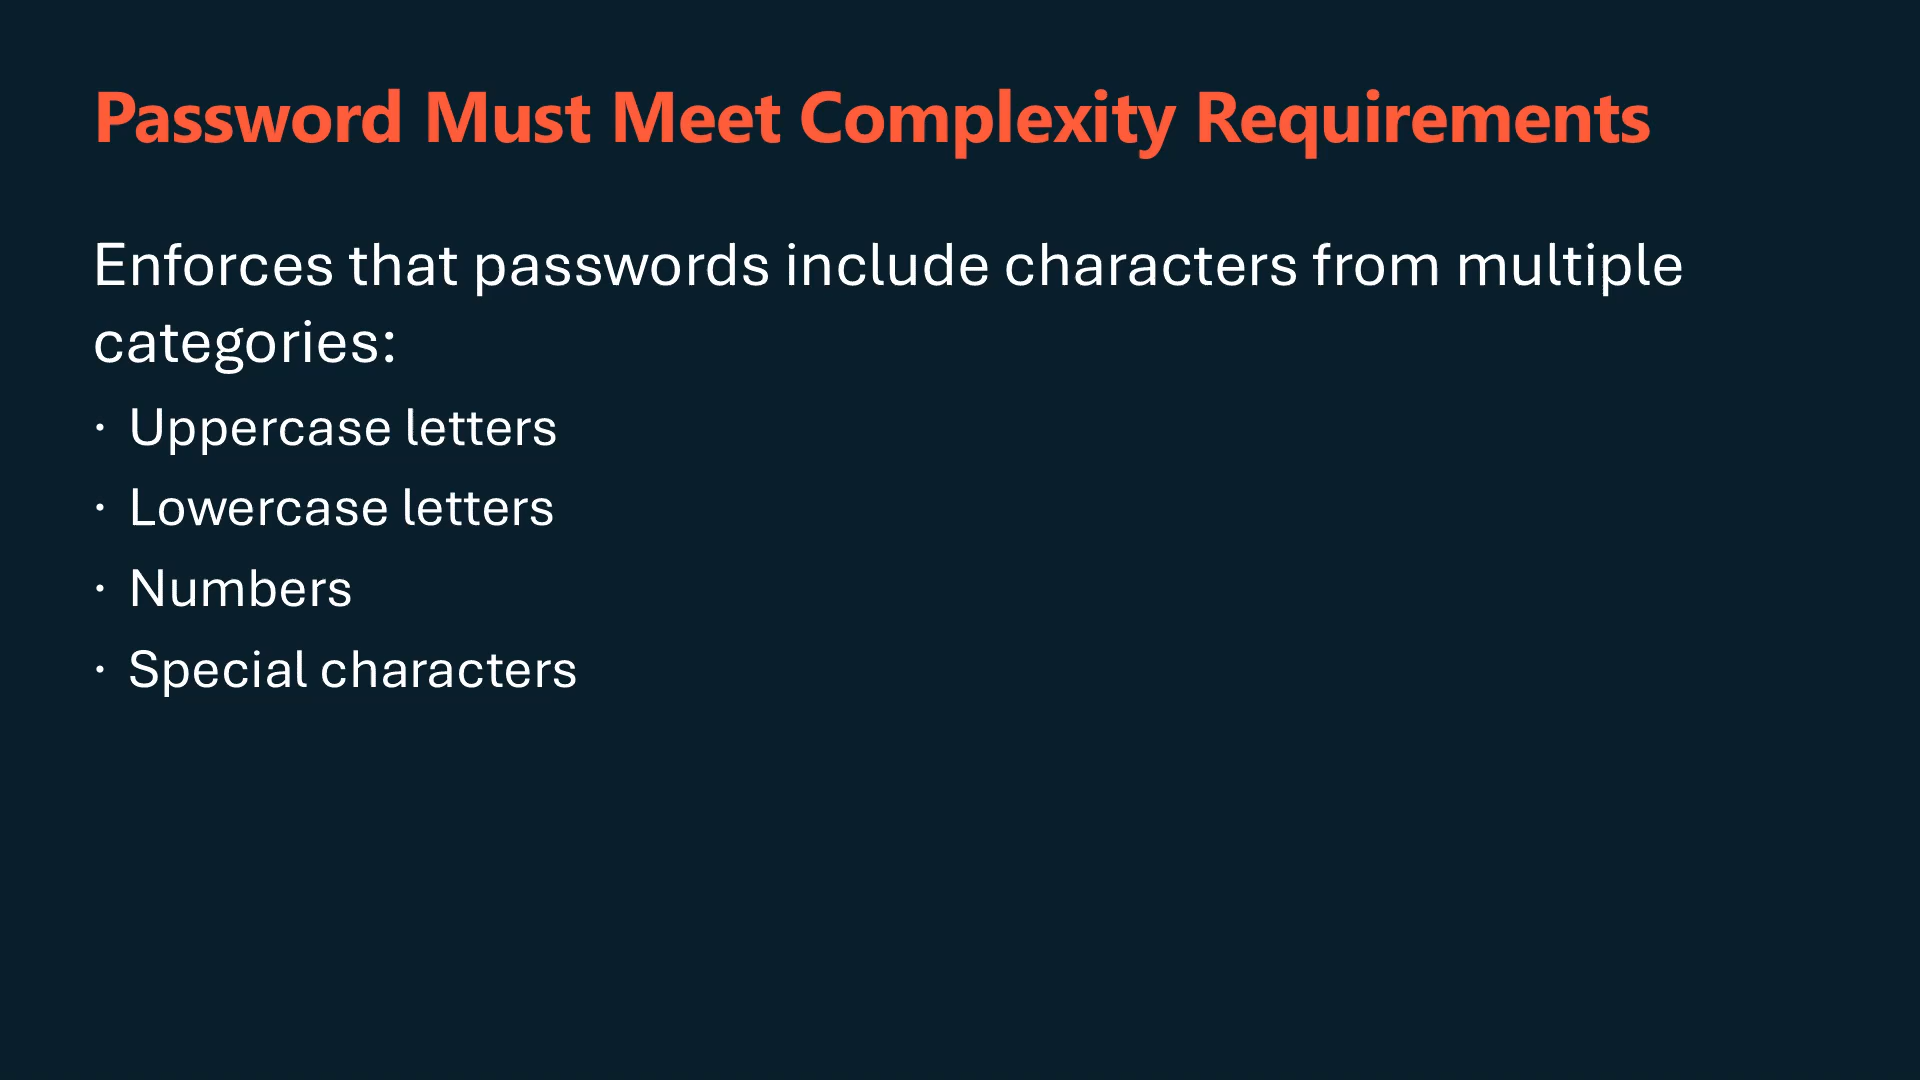 Password Must Meet Complexity Requirements
Enforces that passwords include characters from multiple
categories:
· Uppercase letters
· Lowercase letters
· Numbers
· Special characters